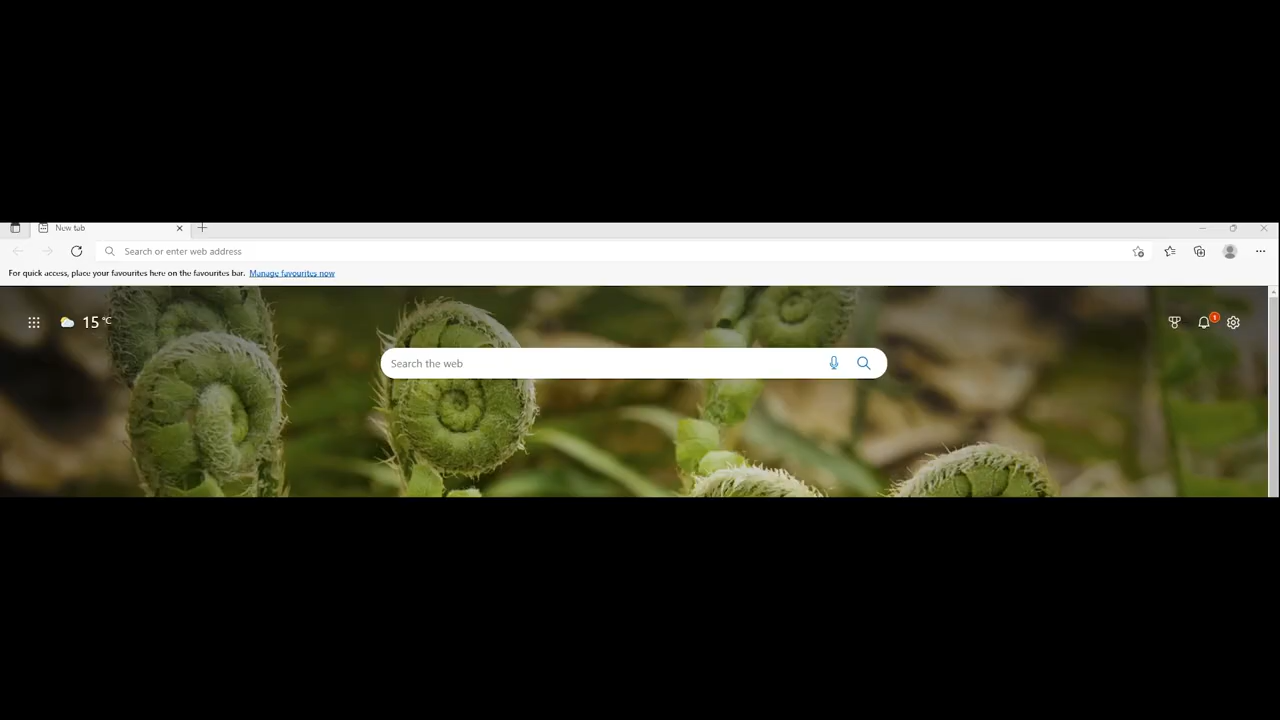 New tab
Search or enter web address
For quick access, place your favourites here on the favourites bar. Manage favourites now
15 °C
1
Search the web